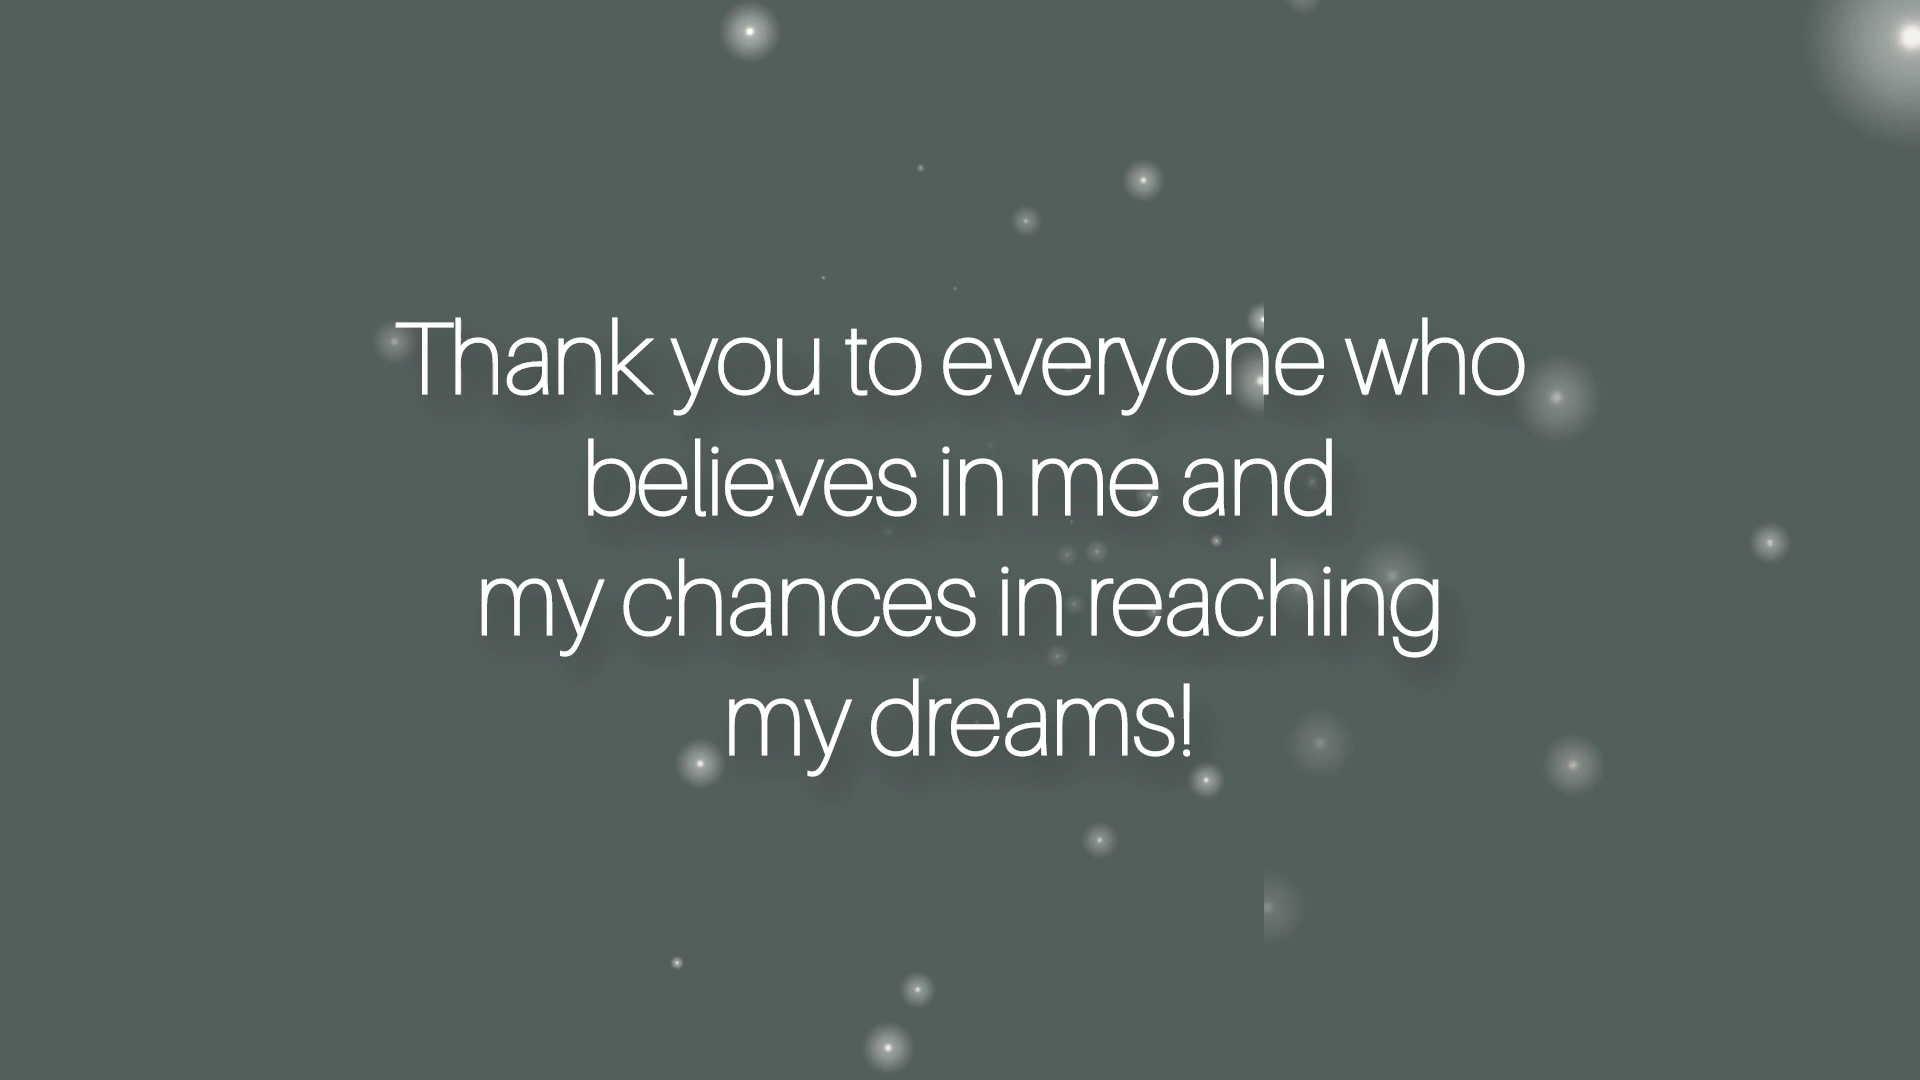 Thank you to everyone who
believes in me and
my chances in reaching
my dreams!